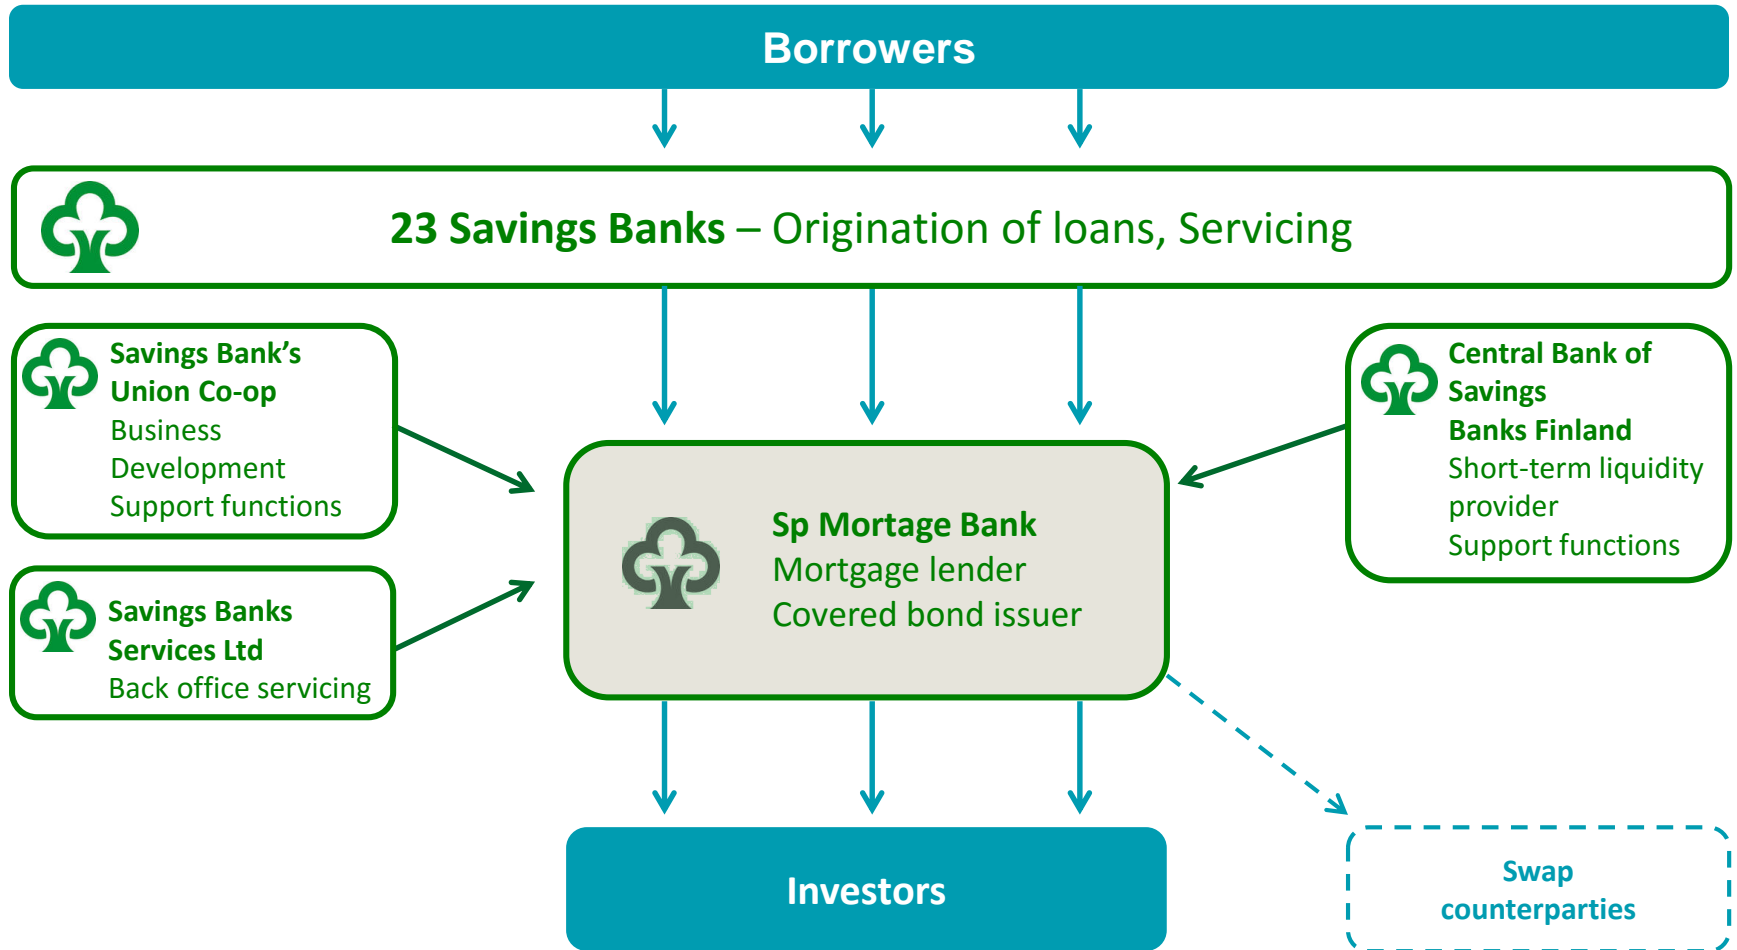 Borrowers
23 Savings Banks – Origination of loans, Servicing
Savings Bank’s
Union Co-op
Business
Development
Support functions
Central Bank of
Savings
Banks Finland
Short-term liquidity
provider
Support functions
Sp Mortage Bank
Mortgage lender
Covered bond issuer
Savings Banks
Services Ltd
Back office servicing
Investors
Swap
counterparties